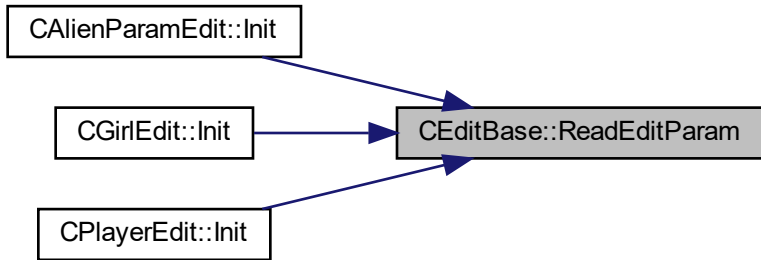 CAlienParamEdit::Init
CGirlEdit::Init
CEditBase::ReadEditParam
CPlayerEdit::Init